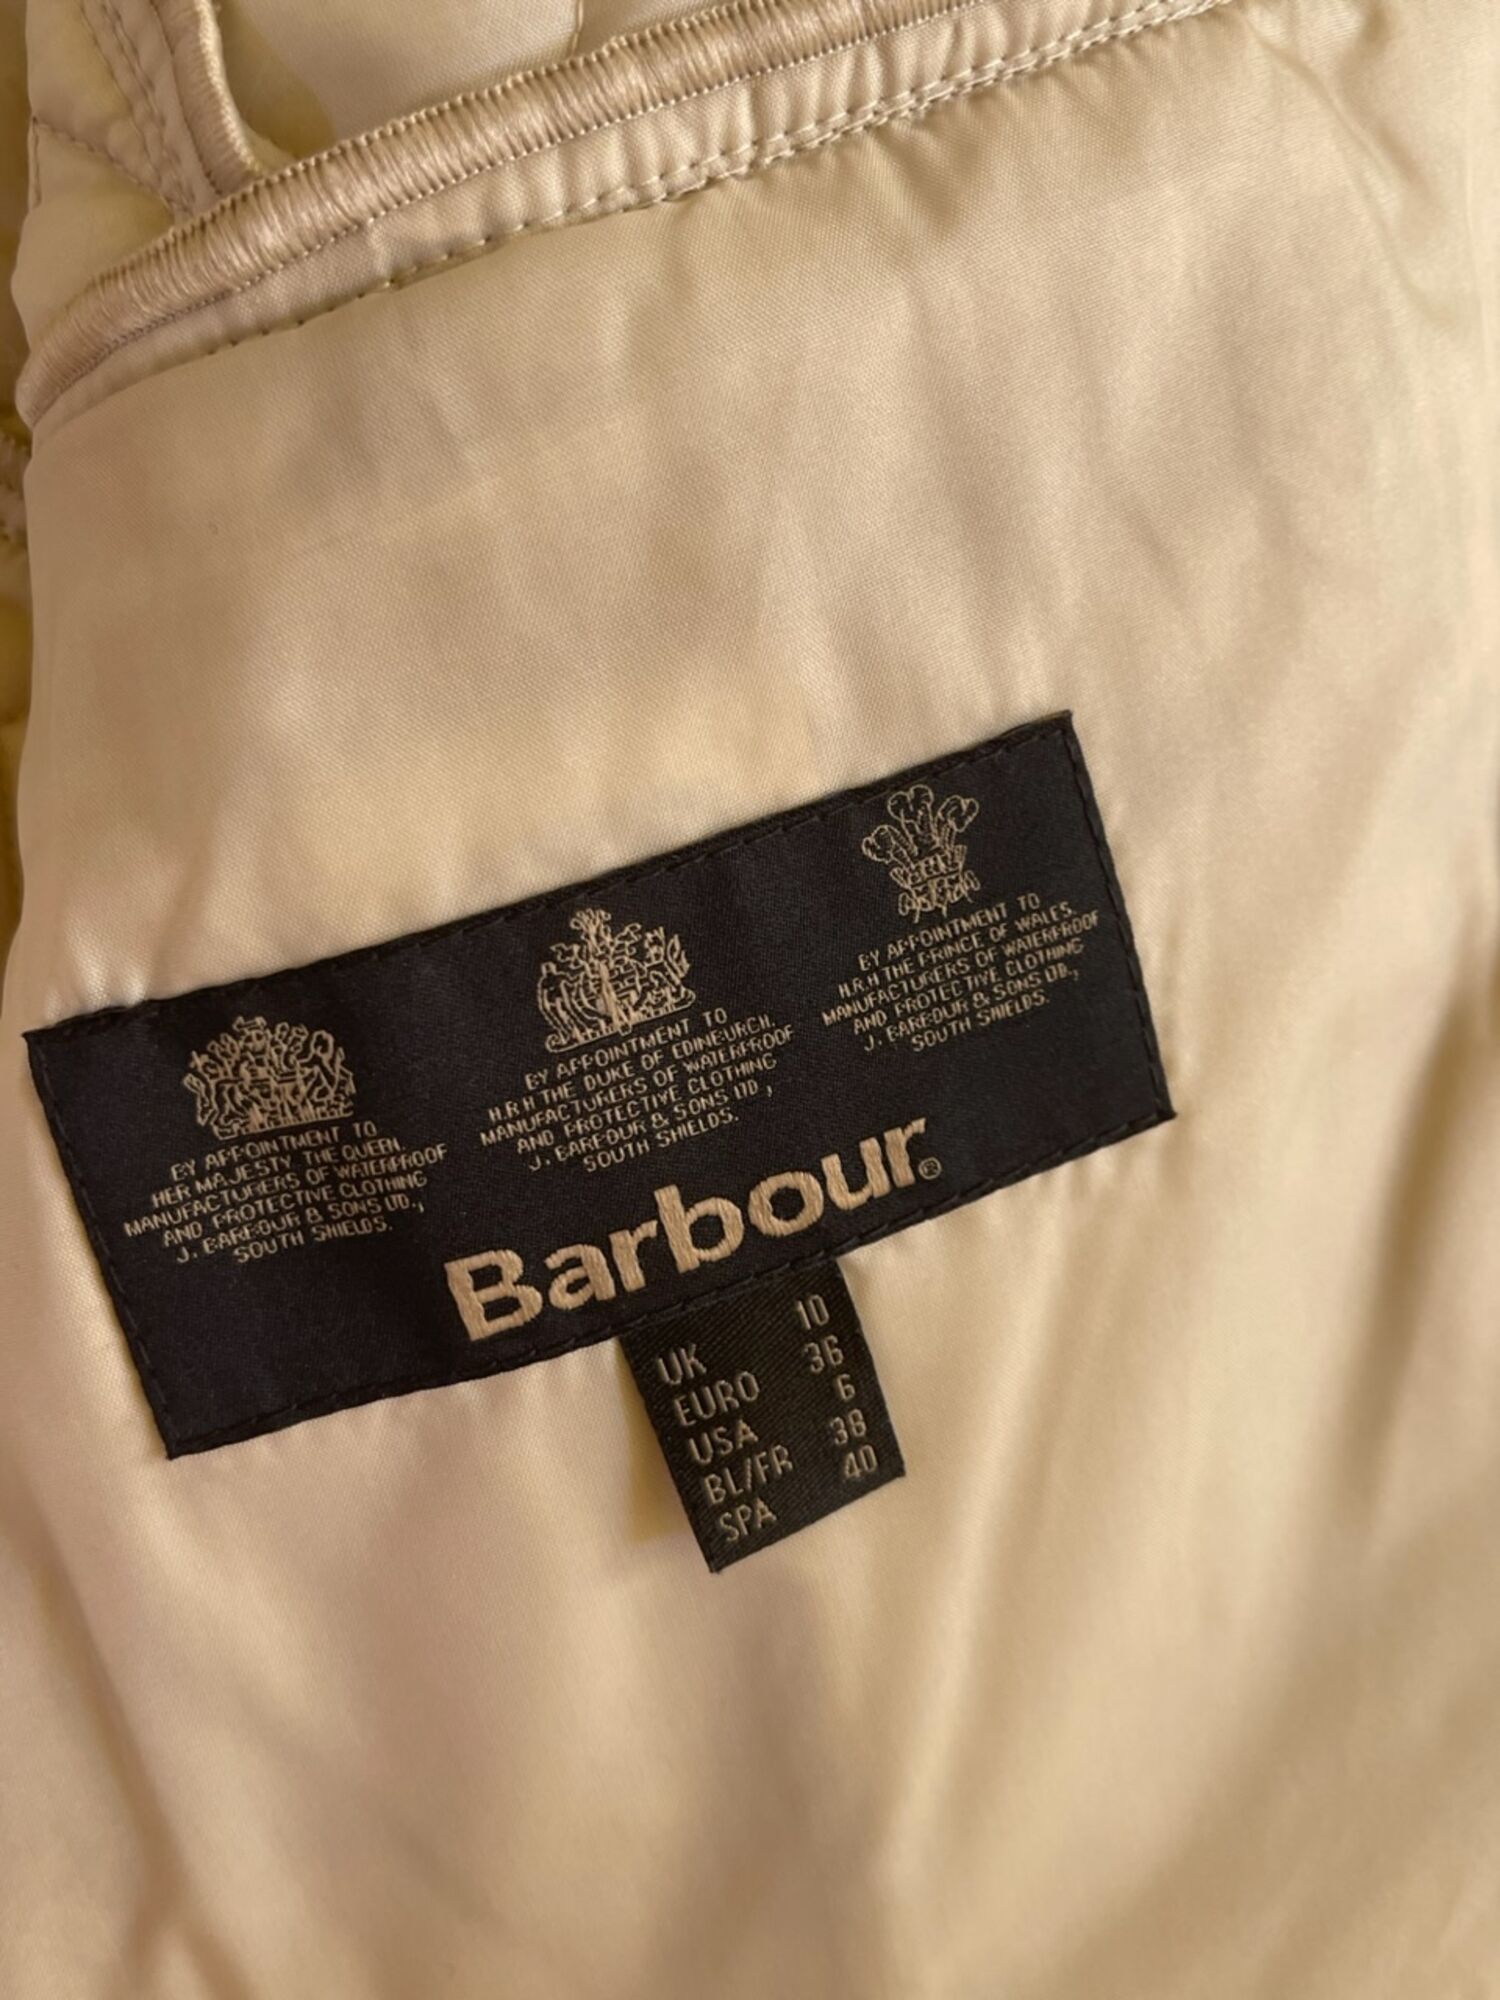 BY APPOINTMENT TO
HER MAJESTY THE QUEEN.
MANUFACTURERS OF WATERPROOF
AND PROTECTIVE CLOTHING
J. BARBOUR & SONS LTD.,
SOUTH SHIELDS.
BY APPOINTMENT TO
H.R.H THE DUKE OF EDINBURGH.
MANUFACTURERS OF WATERPROOF
AND PROTECTIVE CLOTHING
J. BARBOUR & SONS LTD,
SOUTH SHIELDS.
BY APPOINTMENT TO
H.R.H THE PRINCE OF WALES.
MANUFACTURERS OF WATERPROOF
AND PROTECTIVE CLOTHING
J. BARBOUR & SONS LTD.,
SOUTH SHIELDS.
Barbour®
UK 10
EURO 36
USA 6
BL/FR 38
SPA 40